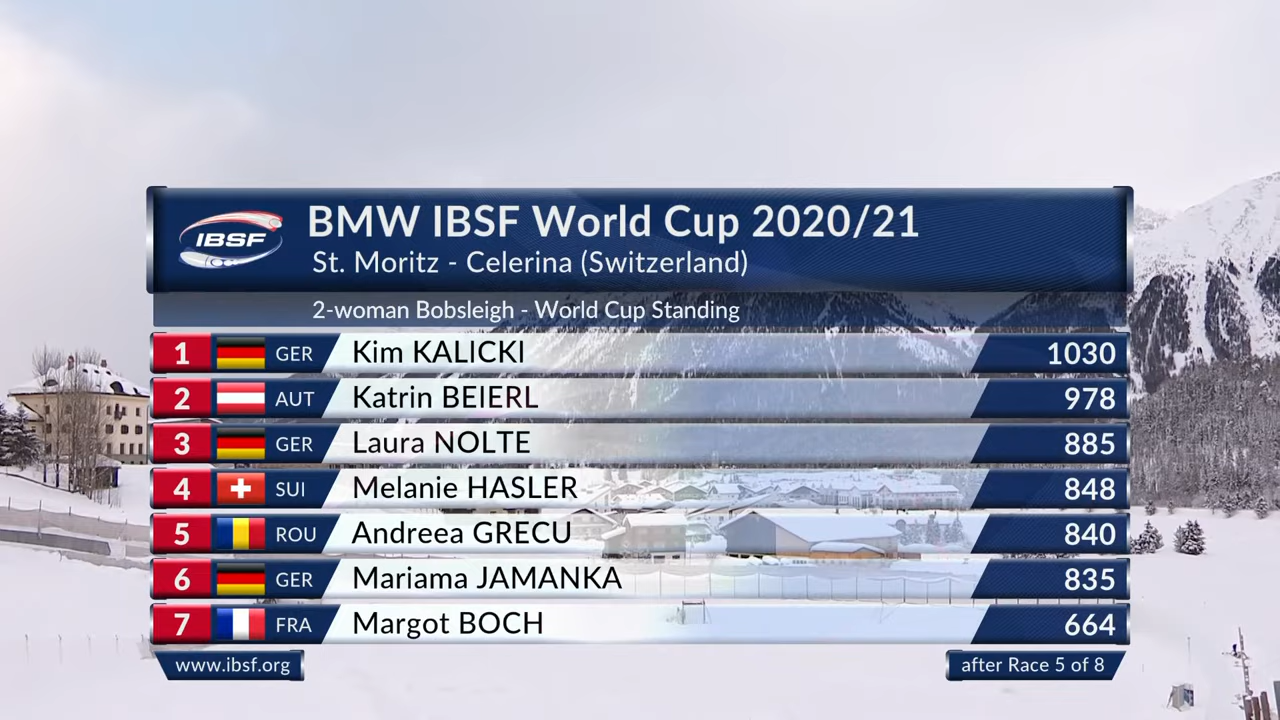 IBSF
BMW IBSF World Cup 2020/21
St. Moritz - Celerina (Switzerland)
2-woman Bobsleigh - World Cup Standing
1 GER Kim KALICKI 1030
2 AUT Katrin BEIERL 978
3 GER Laura NOLTE 885
4 SUI Melanie HASLER 848
5 ROU Andreea GRECU 840
6 GER Mariama JAMANKA 835
7 FRA Margot BOCH 664
www.ibsf.org after Race 5 of 8